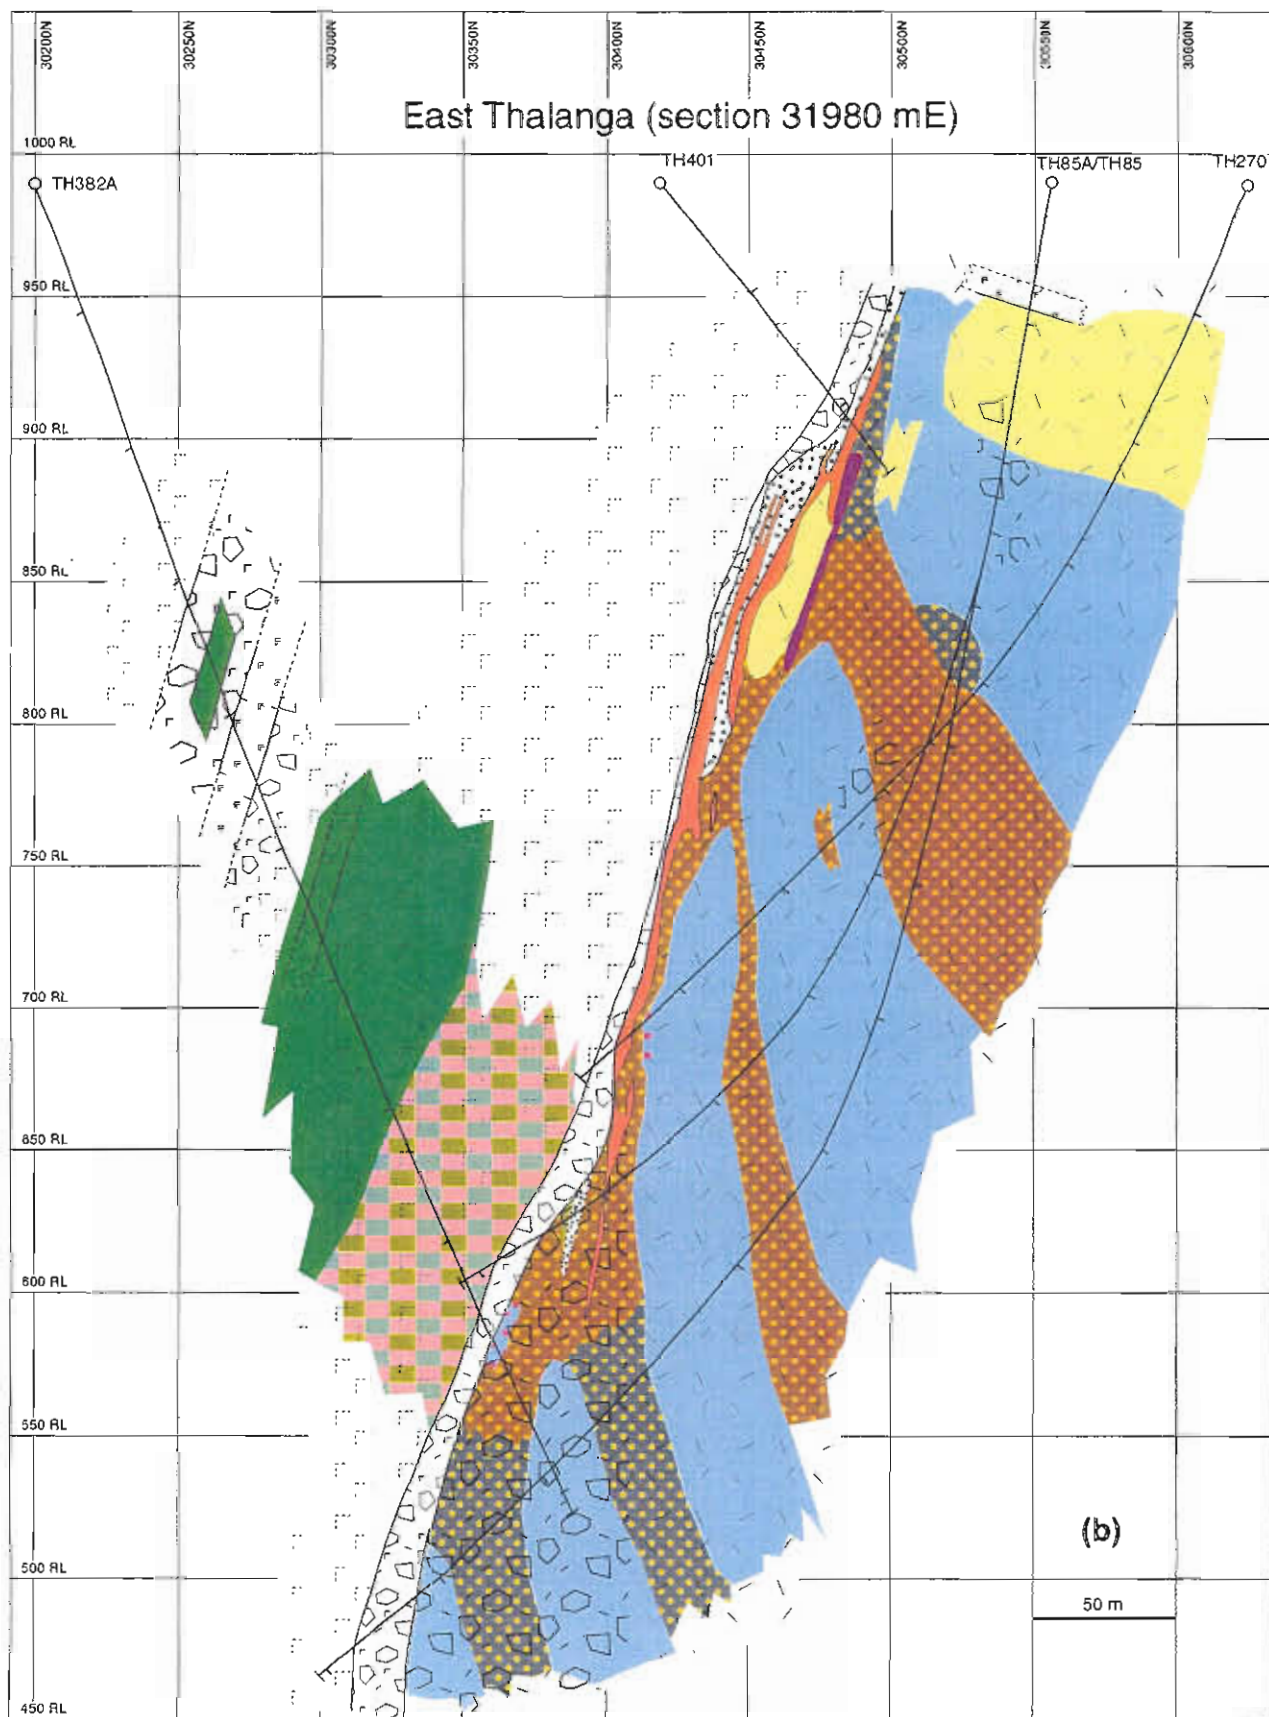 30200N
30250N
30300N
30350N
30400N
30450N
30500N
30550N
30600N
East Thalanga (section 31980 mE)
1000 RL
TH382A
TH401
TH85A/TH85
TH270
950 RL
900 RL
850 RL
800 RL
750 RL
700 RL
650 RL
600 RL
550 RL
(b)
500 RL
50 m
450 RL